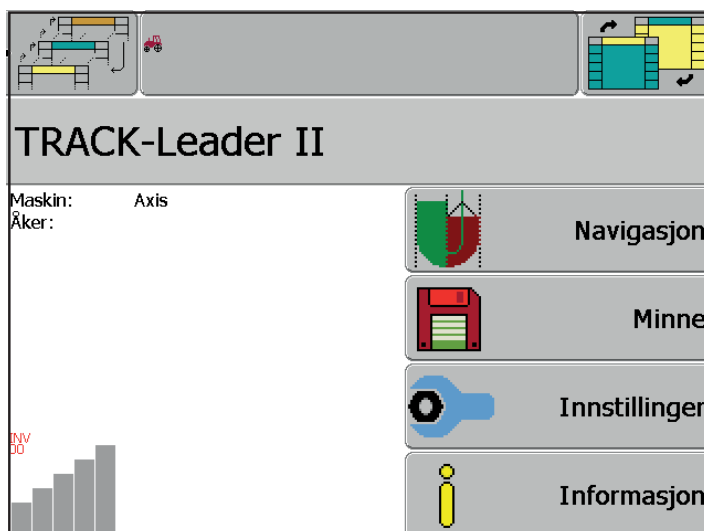 TRACK-Leader II
Maskin: Axis
Åker:
Navigasjon
Minne
Innstillinger
Informasjon
INV
00